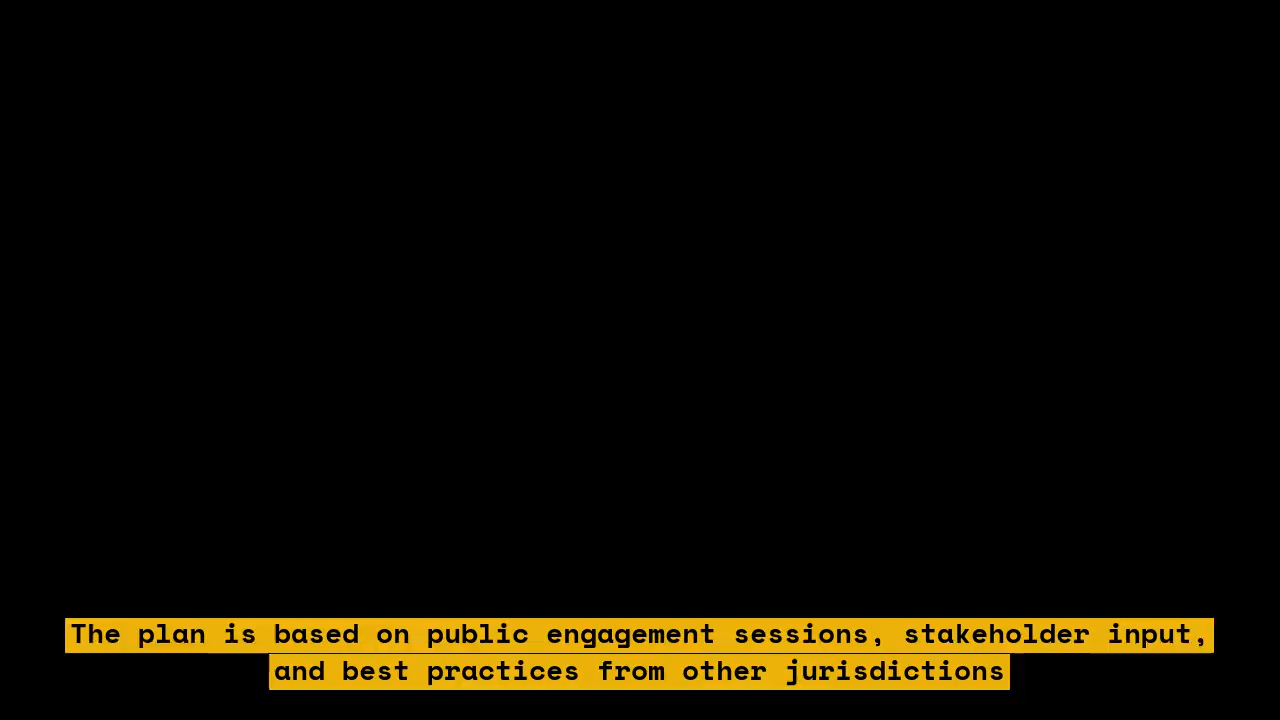 The plan is based on public engagement sessions, stakeholder input,
and best practices from other jurisdictions